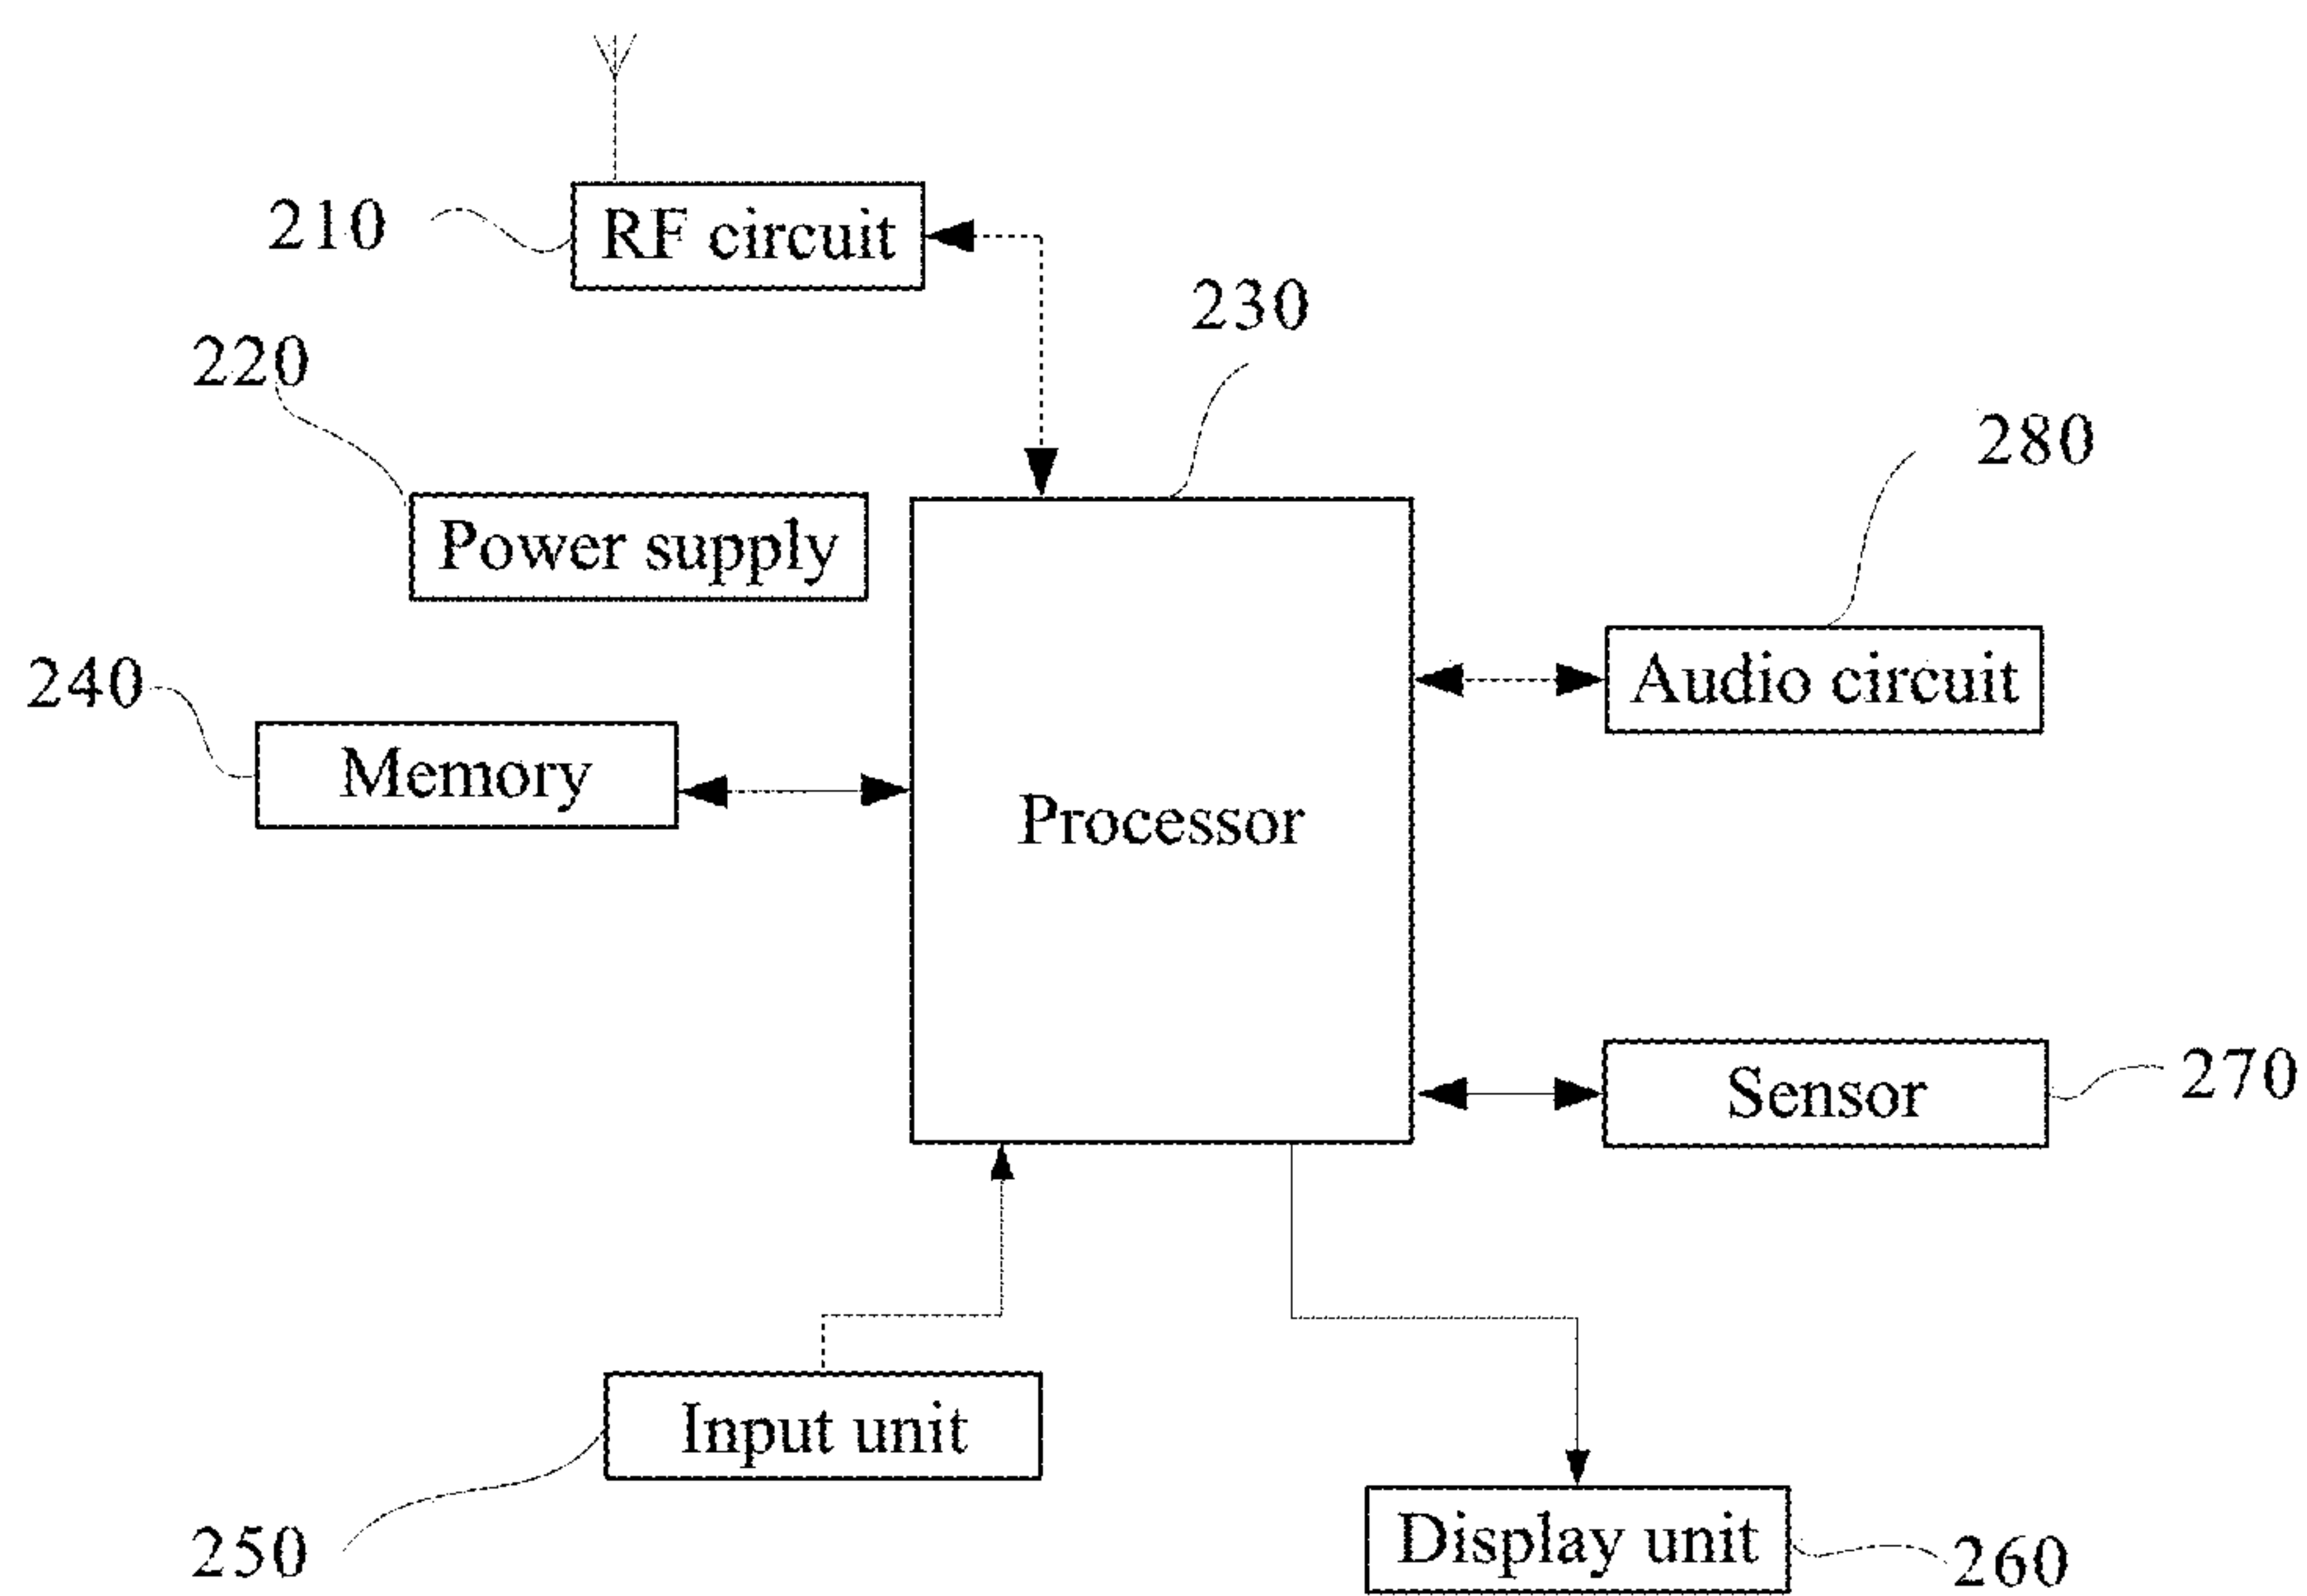 210
RF circuit
230
220
280
Power supply
Audio circuit
240
Memory
Processor
Sensor
270
Input unit
250
Display unit
260